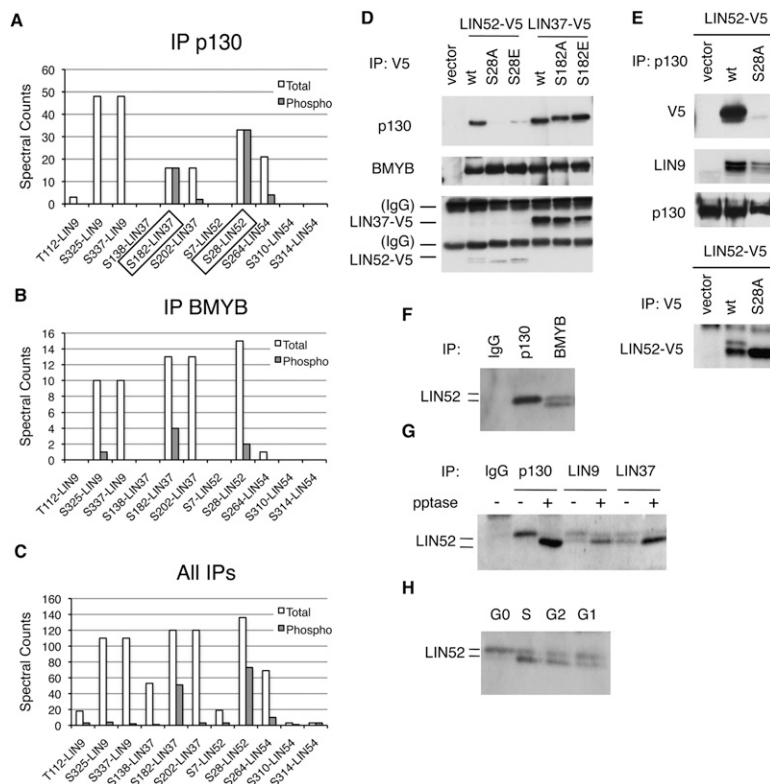 A
IP p130
Spectral Counts
60
50
40
30
20
10
0
Total
Phospho
T112-LIN9
S325-LIN9
S337-LIN9
S138-LIN37
S182-LIN37
S202-LIN37
S7-LIN52
S28-LIN52
S264-LIN54
S310-LIN54
S314-LIN54
B
IP BMYB
Spectral Counts
16
14
12
10
8
6
4
2
0
Total
Phospho
T112-LIN9
S325-LIN9
S337-LIN9
S138-LIN37
S182-LIN37
S202-LIN37
S7-LIN52
S28-LIN52
S264-LIN54
S310-LIN54
S314-LIN54
C
All IPs
Spectral Counts
160
140
120
100
80
60
40
20
0
Total
Phospho
T112-LIN9
S325-LIN9
S337-LIN9
S138-LIN37
S182-LIN37
S202-LIN37
S7-LIN52
S28-LIN52
S264-LIN54
S310-LIN54
S314-LIN54
D
LIN52-V5 LIN37-V5
IP: V5
vector wt S28A S28E wt S182A S182E
p130
BMYB
(IgG)
LIN37-V5
(IgG)
LIN52-V5
E
LIN52-V5
IP: p130
vector wt S28A
V5
LIN9
p130
LIN52-V5
IP: V5
vector wt S28A
LIN52-V5
F
IP: IgG p130 BMYB
LIN52
G
IP: IgG p130 LIN9 LIN37
pptase - - + - + - +
LIN52
H
G0 S G2 G1
LIN52